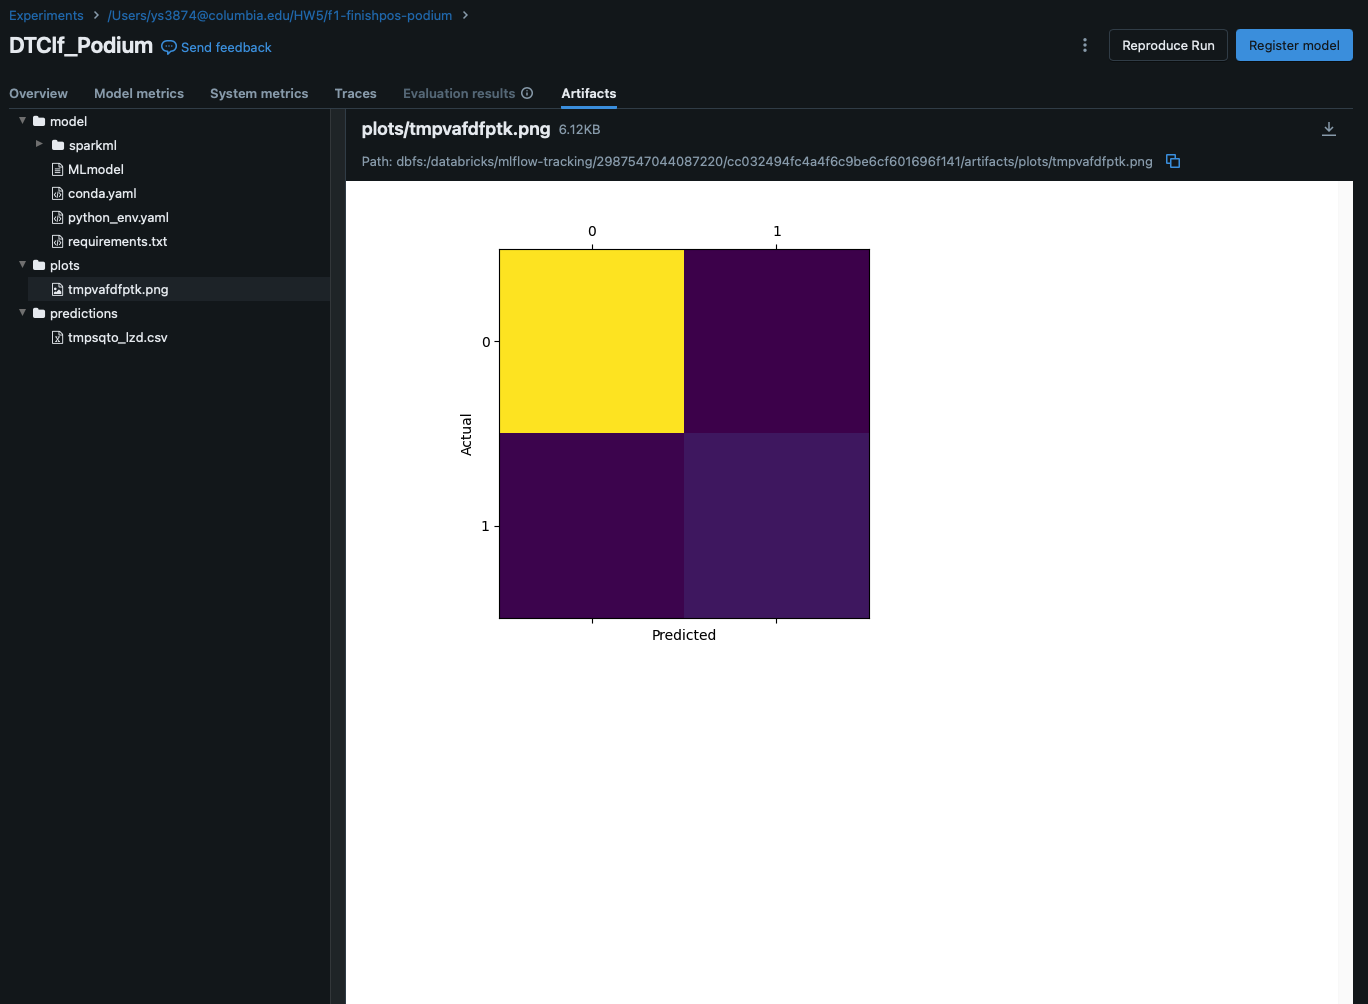 Experiments > /Users/ys3874@columbia.edu/HW5/f1-finishpos-podium >
DTClf_Podium Send feedback
Reproduce Run
Register model
Overview Model metrics System metrics Traces Evaluation results Artifacts
model
sparkml
MLmodel
conda.yaml
python_env.yaml
requirements.txt
plots
tmpvafdfptk.png
predictions
tmpsqto_lzd.csv
plots/tmpvafdfptk.png 6.12KB
Path: dbfs:/databricks/mlflow-tracking/2987547044087220/cc032494fc4a4f6c9be6cf601696f141/artifacts/plots/tmpvafdfptk.png
0 1
0
Actual
1
Predicted